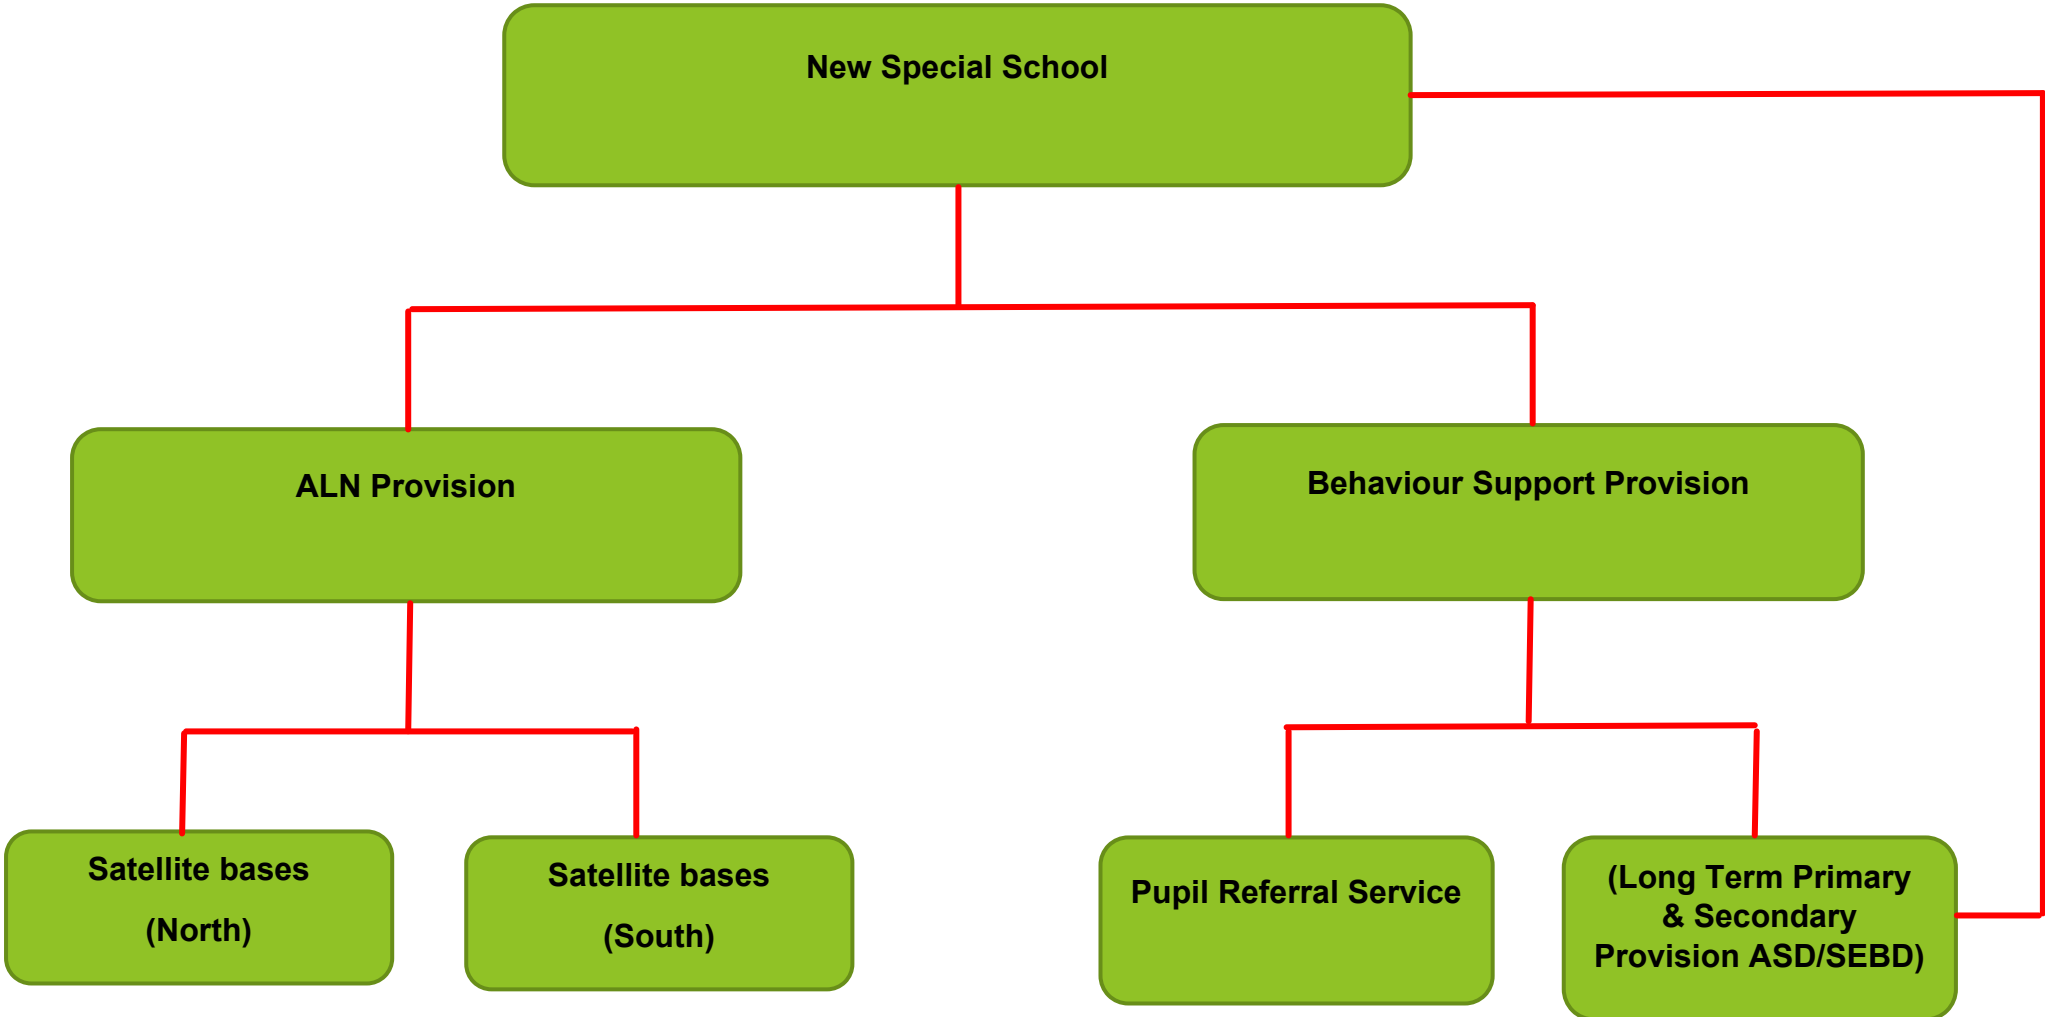 New Special School
ALN Provision
Behaviour Support Provision
Satellite bases
(North)
Satellite bases
(South)
Pupil Referral Service
(Long Term Primary
& Secondary
Provision ASD/SEBD)